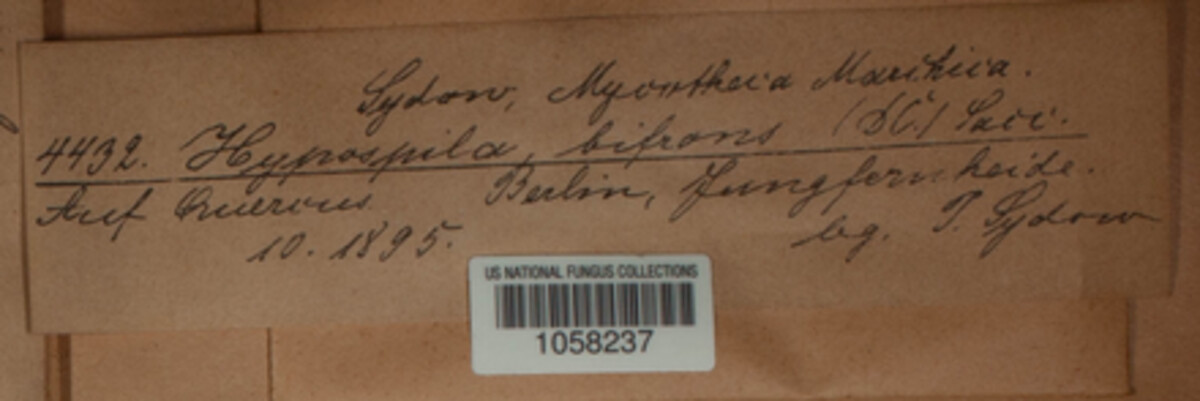 Sydow, Mycotheca Marchica.
4432. Hypospila bifrons (DC.) Sacc.
Auf Quercus Berlin, Jungfernheide.
10. 1895. leg. P. Sydow
US NATIONAL FUNGUS COLLECTIONS
1058237